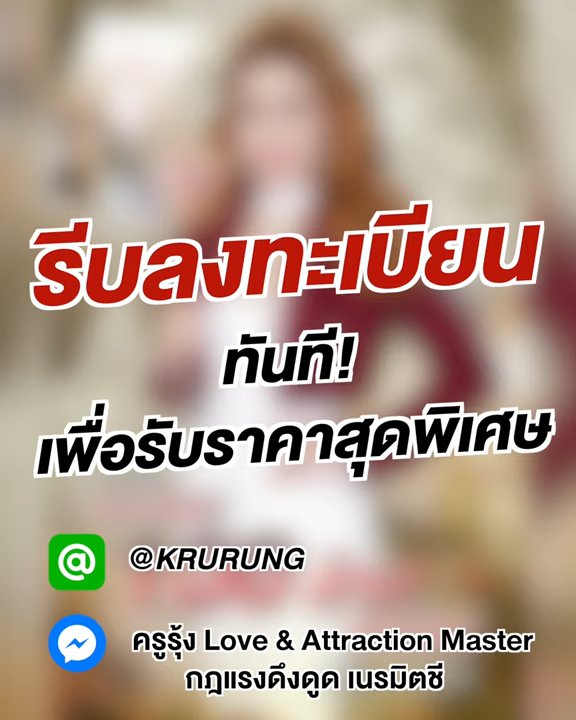 รีบลงทะเบียน
ทันที!
เพื่อรับราคาสุดพิเศษ
@KRURUNG
ครูรุ้ง Love & Attraction Master
กฎแรงดึงดูด เนรมิตชี